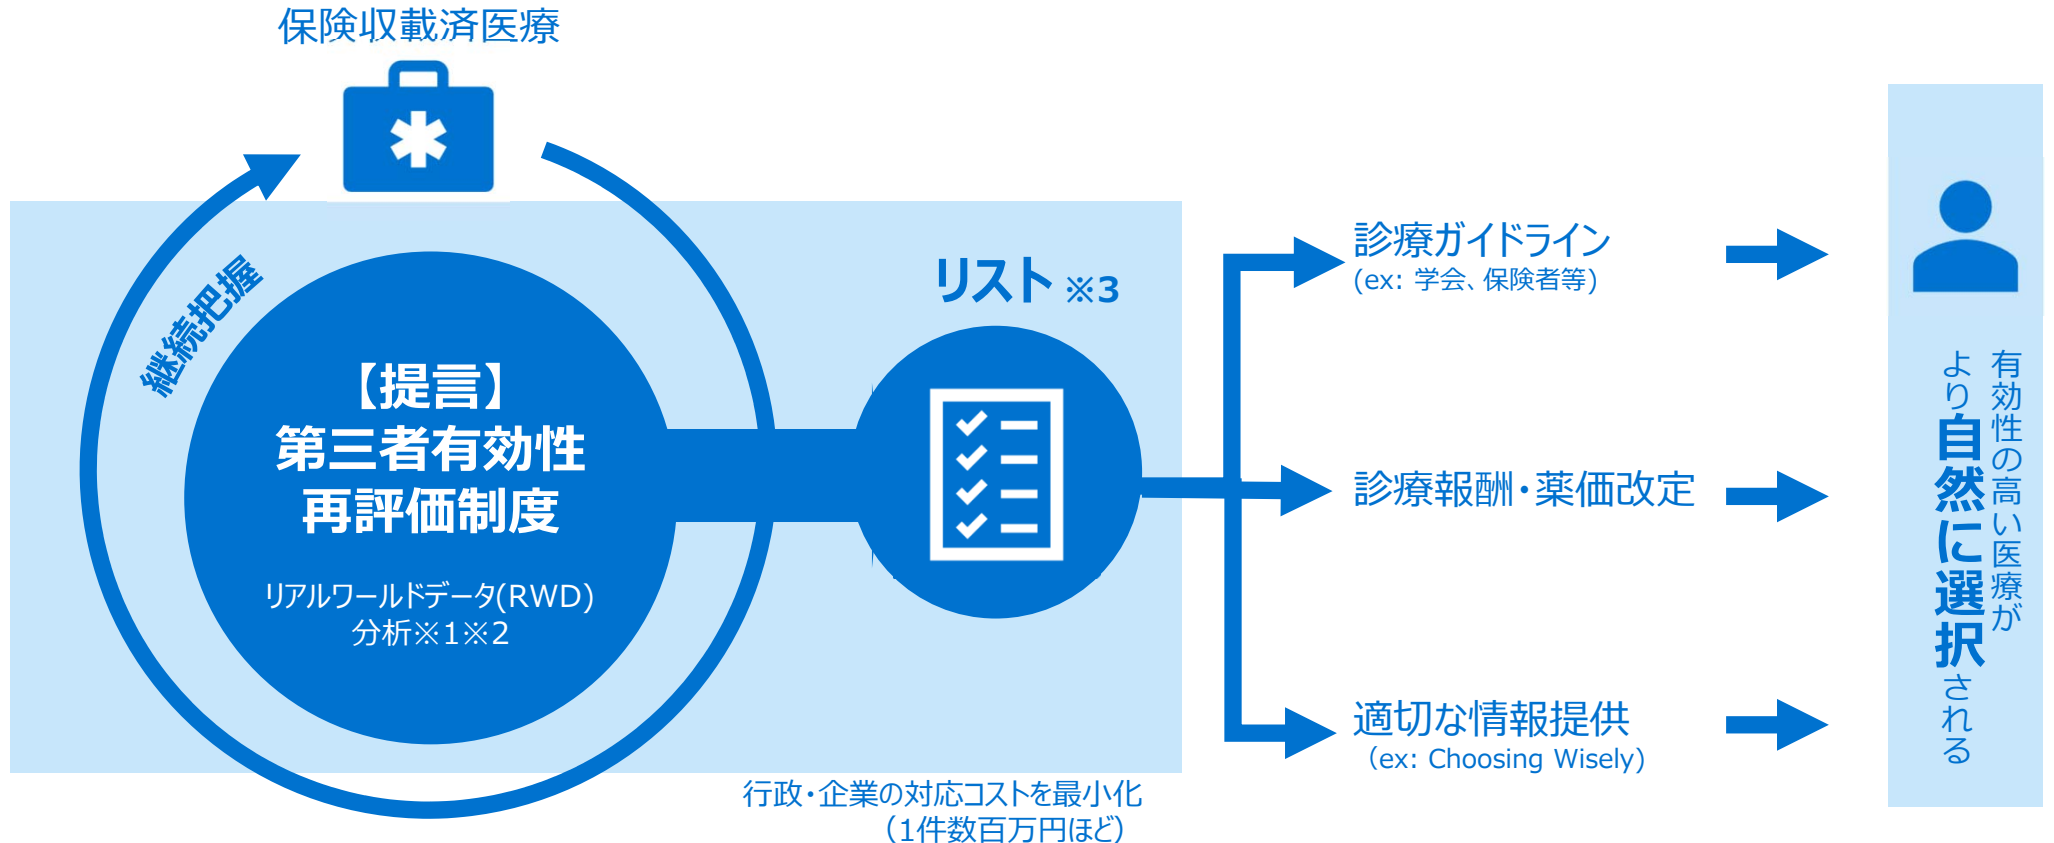 保険収載済医療
継続把握
【提言】
第三者有効性
再評価制度
リアルワールドデータ(RWD)
分析※1※2
リスト ※3
行政・企業の対応コストを最小化
（1件数百万円ほど）
診療ガイドライン
(ex: 学会、保険者等)
診療報酬・薬価改定
適切な情報提供
（ex: Choosing Wisely)
有効性の高い医療が
より自然に選択される